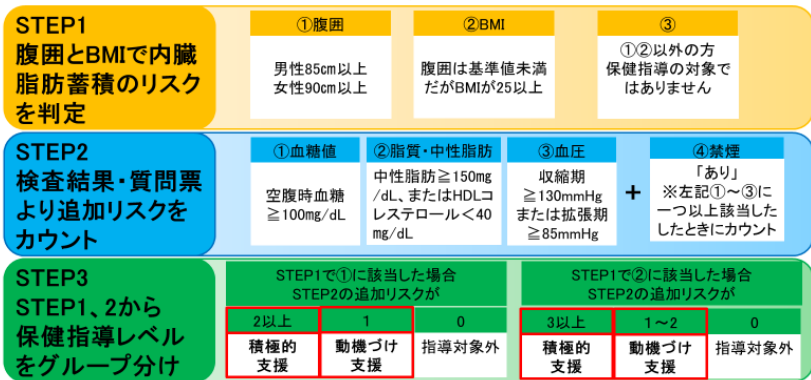 STEP1
腹囲とBMIで内臓
脂肪蓄積のリスク
を判定
①腹囲
男性85cm以上
女性90cm以上
②BMI
腹囲は基準値未満
だがBMIが25以上
③
①②以外の方
保健指導の対象で
はありません
STEP2
検査結果・質問票
より追加リスクを
カウント
①血糖値
空腹時血糖
≧100mg/dL
②脂質・中性脂肪
中性脂肪≧150mg
/dL、またはHDLコ
レステロール<40
mg/dL
③血圧
収縮期
≧130mmHg
または拡張期
≧85mmHg
+
④禁煙
「あり」
※左記①～③に
一つ以上該当した
したときにカウント
STEP3
STEP1、2から
保健指導レベル
をグループ分け
STEP1で①に該当した場合
STEP2の追加リスクが
2以上
1
0
積極的
支援
動機づけ
支援
指導対象外
STEP1で②に該当した場合
STEP2の追加リスクが
3以上
1～2
0
積極的
支援
動機づけ
支援
指導対象外